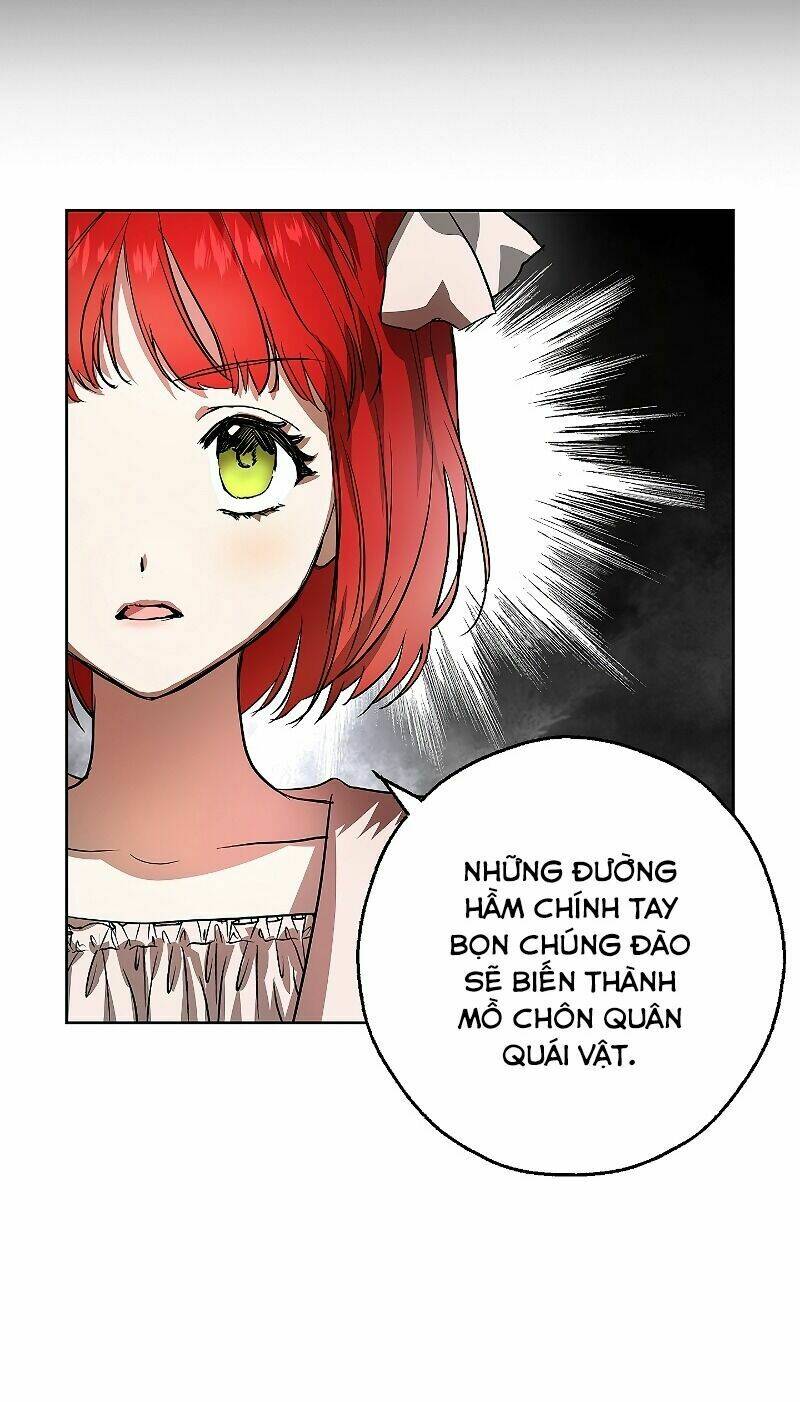 NHỮNG ĐƯỜNG
HẦM CHÍNH TAY
BỌN CHÚNG ĐÀO
SẼ BIẾN THÀNH
MỒ CHÔN QUÂN
QUÁI VẬT.